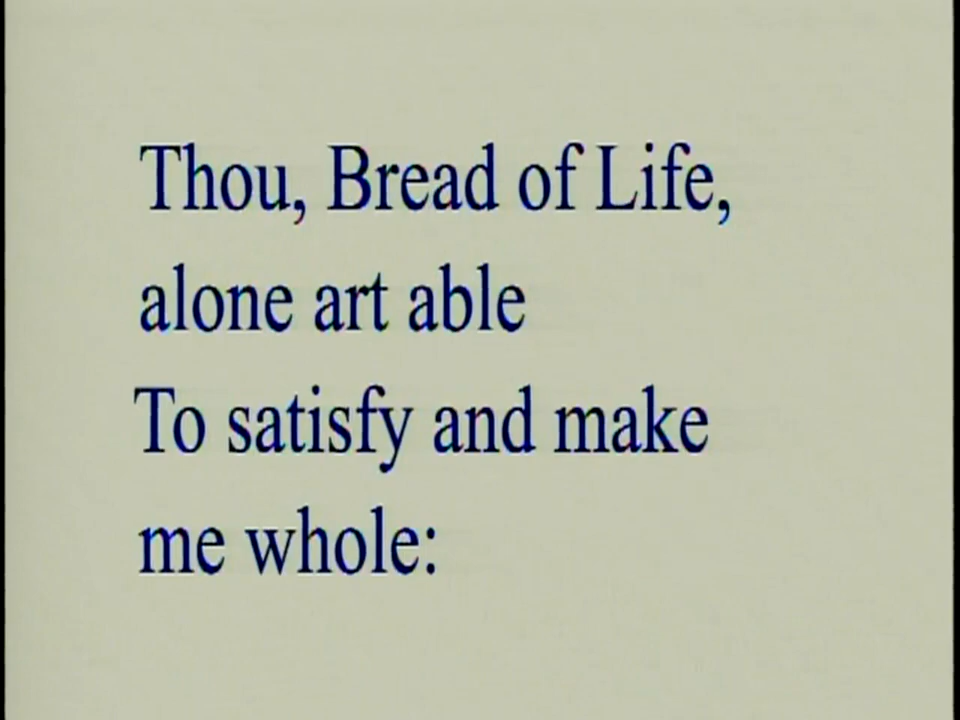 Thou, Bread of Life,
alone art able
To satisfy and make
me whole: